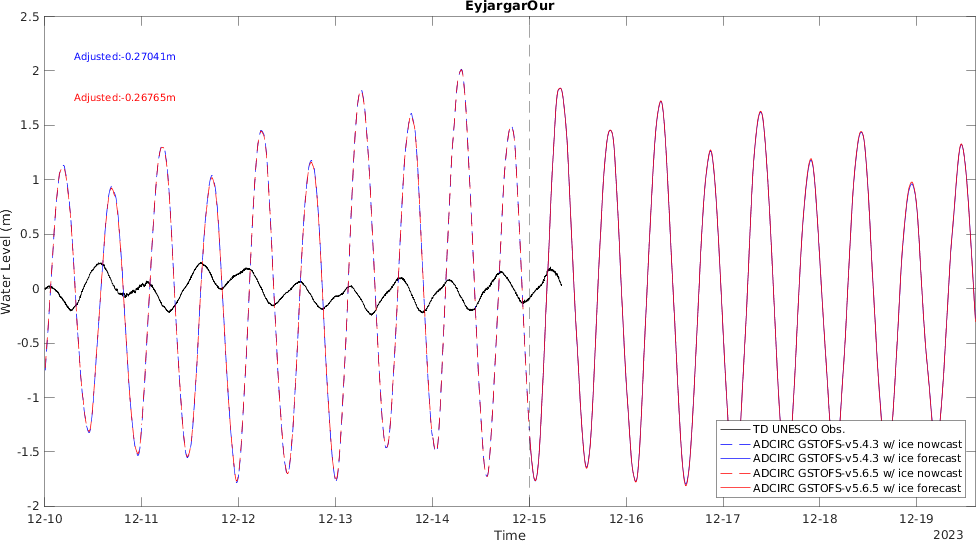 EyjargarOur
Adjusted:-0.27041m
Adjusted:-0.26765m
2.5
2
1.5
1
0.5
0
-0.5
-1
-1.5
-2
Water Level (m)
TD UNESCO Obs.
ADCIRC GSTOFS-v5.4.3 w/ ice nowcast
ADCIRC GSTOFS-v5.4.3 w/ ice forecast
ADCIRC GSTOFS-v5.6.5 w/ ice nowcast
ADCIRC GSTOFS-v5.6.5 w/ ice forecast
12-10 12-11 12-12 12-13 12-14 12-15 12-16 12-17 12-18 12-19
Time
2023